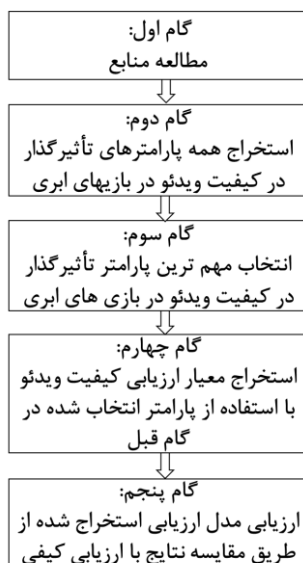 گام اول:
مطالعه منابع
گام دوم:
استخراج همه پارامترهای تأثیرگذار
در کیفیت ویدئو در بازیهای ابری
گام سوم:
انتخاب مهم ترین پارامتر تأثیرگذار
در کیفیت ویدئو در بازی های ابری
گام چهارم:
استخراج معیار ارزیابی کیفیت ویدئو
با استفاده از پارامتر انتخاب شده در
گام قبل
گام پنجم:
ارزیابی مدل ارزیابی استخراج شده از
طریق مقایسه نتایج با ارزیابی کیفی